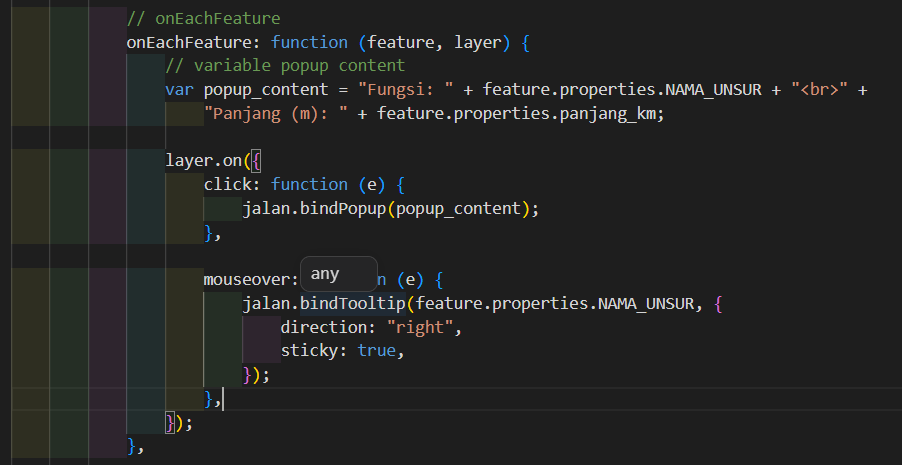 // onEachFeature
onEachFeature: function (feature, layer) {
// variable popup content
var popup_content = "Fungsi: " + feature.properties.NAMA_UNSUR + "<br>" +
"Panjang (m): " + feature.properties.panjang_km;
layer.on({
click: function (e) {
jalan.bindPopup(popup_content);
},
any
mouseover: n (e) {
jalan.bindTooltip(feature.properties.NAMA_UNSUR, {
direction: "right",
sticky: true,
});
},
});
},